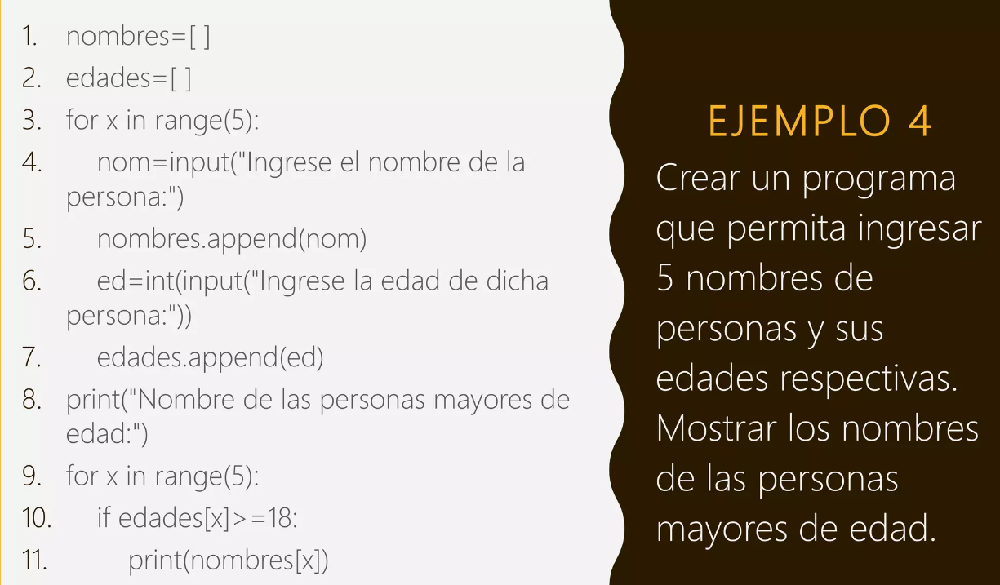 1. nombres=[ ]
2. edades=[ ]
3. for x in range(5):
4. nom=input("Ingrese el nombre de la
persona:")
5. nombres.append(nom)
6. ed=int(input("Ingrese la edad de dicha
persona:"))
7. edades.append(ed)
8. print("Nombre de las personas mayores de
edad:")
9. for x in range(5):
10. if edades[x]>=18:
11. print(nombres[x])
EJEMPLO 4
Crear un programa
que permita ingresar
5 nombres de
personas y sus
edades respectivas.
Mostrar los nombres
de las personas
mayores de edad.